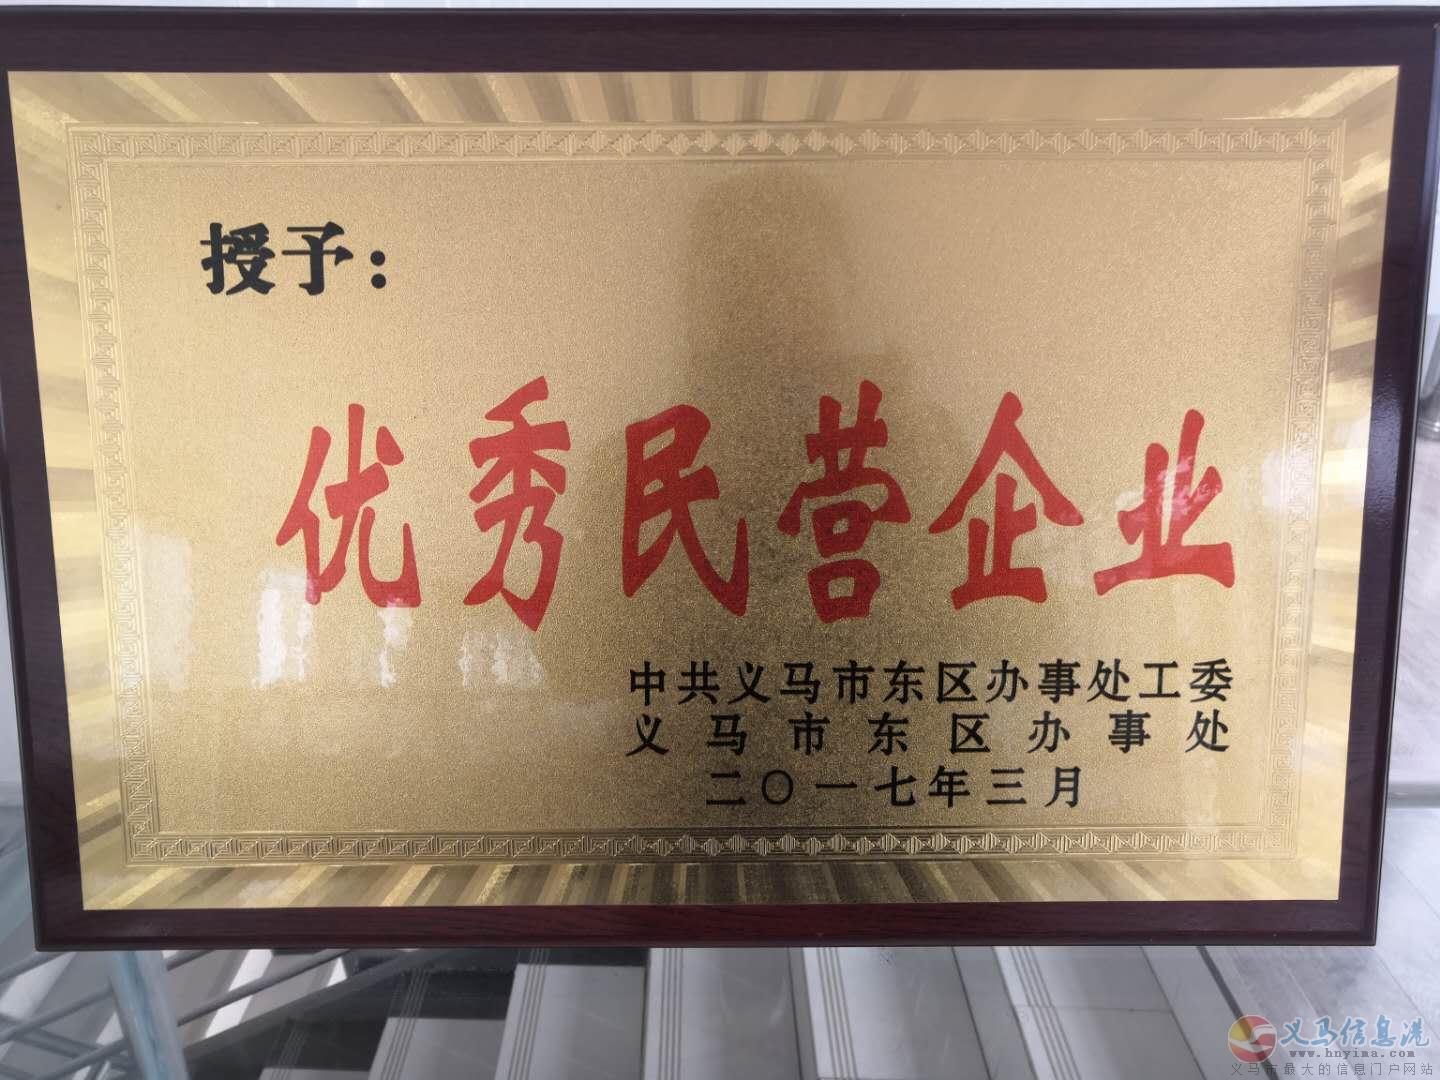 授予：
优秀民营企业
中共义马市东区办事处工委
义马市东区办事处
二〇一七年三月
义马信息港
www.hnyima.com
义马市最大的信息门户网站